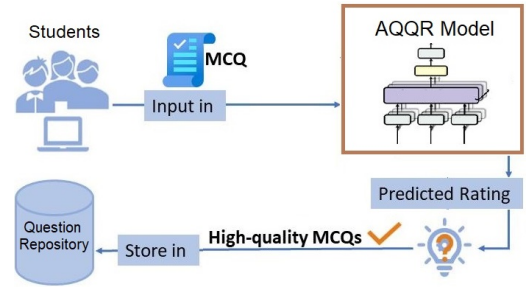 Students
MCQ
Input in
AQQR Model
Predicted Rating
?
High-quality MCQs
Store in
Question
Repository